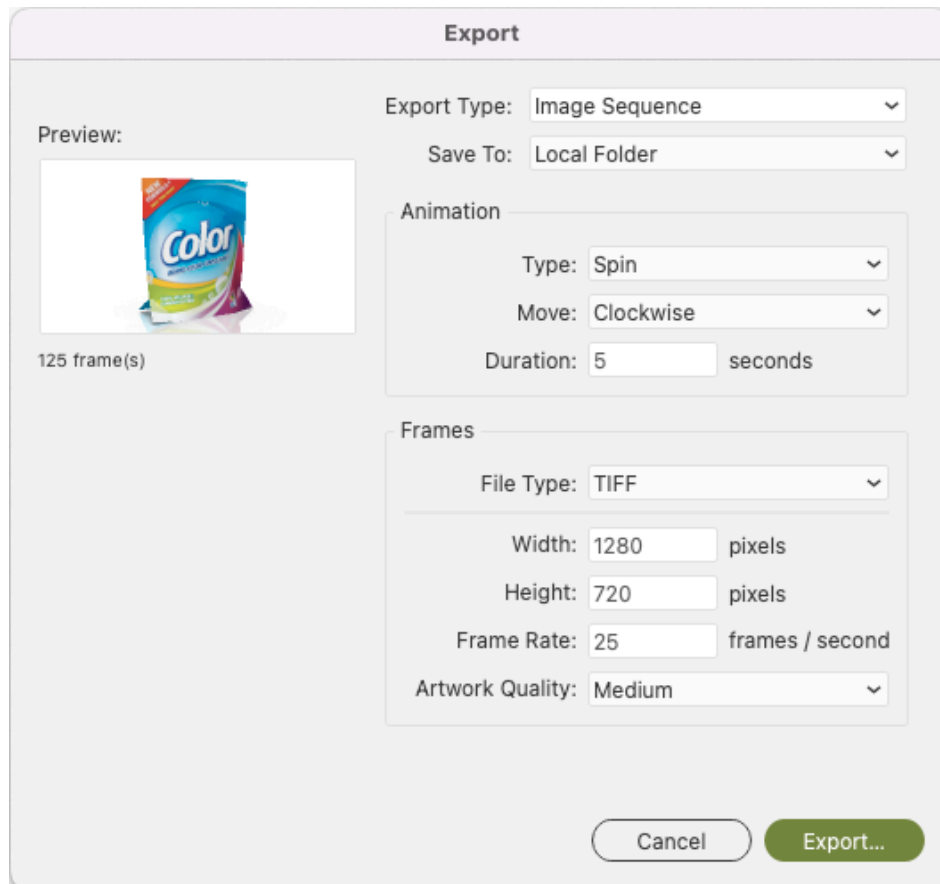 Export
Export Type: Image Sequence
Save To: Local Folder
Preview:
NEW
Color
125 frame(s)
Animation
Type: Spin
Move: Clockwise
Duration: 5 seconds
Frames
File Type: TIFF
Width: 1280 pixels
Height: 720 pixels
Frame Rate: 25 frames / second
Artwork Quality: Medium
Cancel
Export...